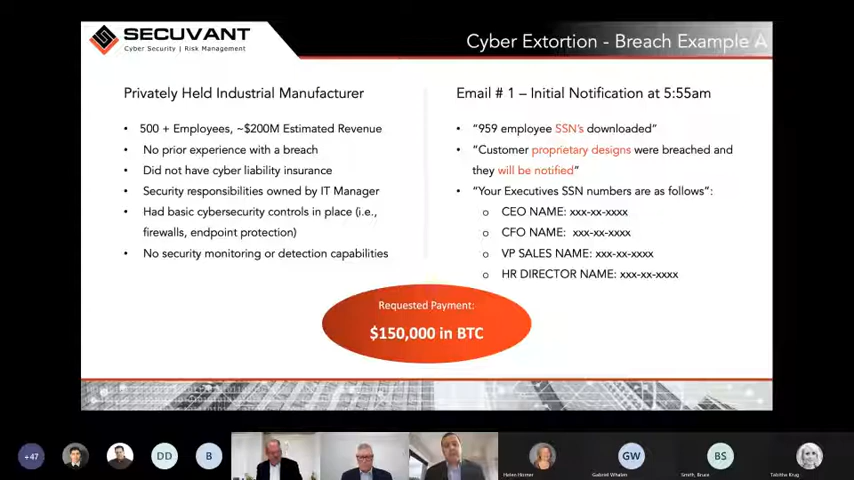 SECUVANT
Cyber Security | Risk Management
Cyber Extortion - Breach Example A
Privately Held Industrial Manufacturer
• 500 + Employees, ~$200M Estimated Revenue
• No prior experience with a breach
• Did not have cyber liability insurance
• Security responsibilities owned by IT Manager
• Had basic cybersecurity controls in place (i.e.,
firewalls, endpoint protection)
• No security monitoring or detection capabilities
Email # 1 – Initial Notification at 5:55am
• "959 employee SSN's downloaded"
• "Customer proprietary designs were breached and
they will be notified"
• "Your Executives SSN numbers are as follows":
o CEO NAME: xxx-xx-xxxx
o CFO NAME: xxx-xx-xxxx
o VP SALES NAME: xxx-xx-xxxx
o HR DIRECTOR NAME: xxx-xx-xxxx
Requested Payment:
$150,000 in BTC
+47
DD
B
GW
BS
Gabriel Whalen
Smith, Bruce
Tabitha Krug